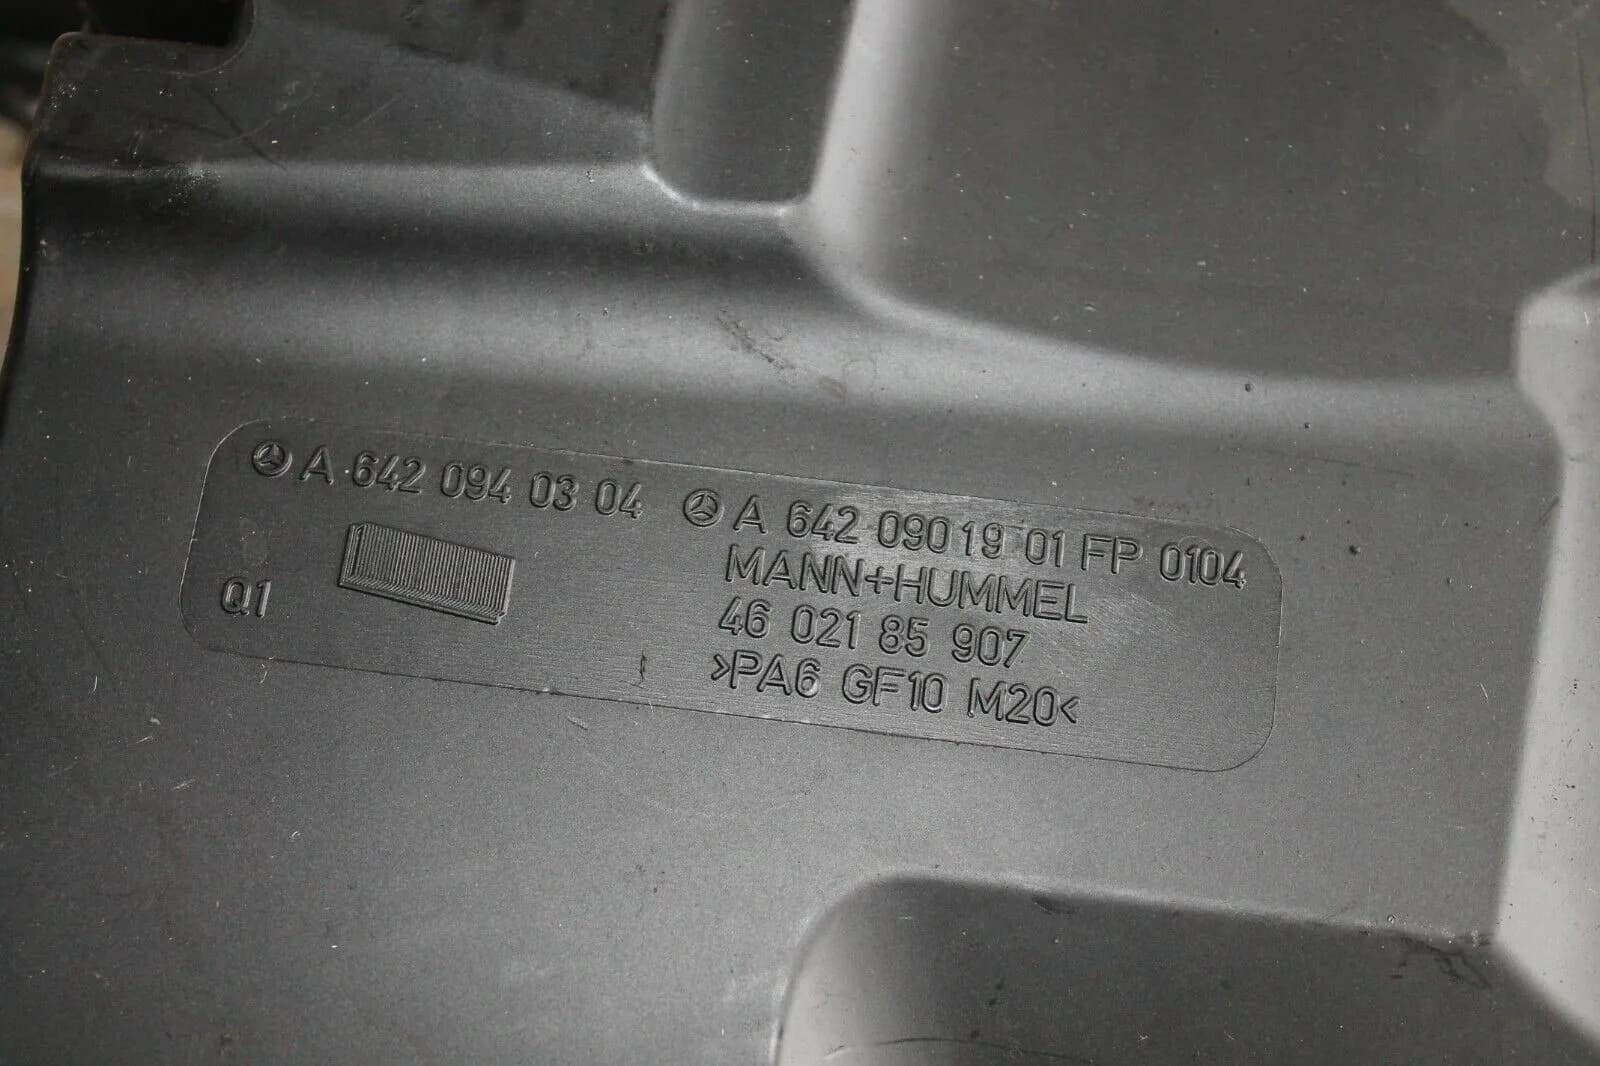 A 642 094 03 04 A 642 090 19 01 FP 0104
MANN+HUMMEL
46 021 85 907
>PA6 GF10 M20<
Q1